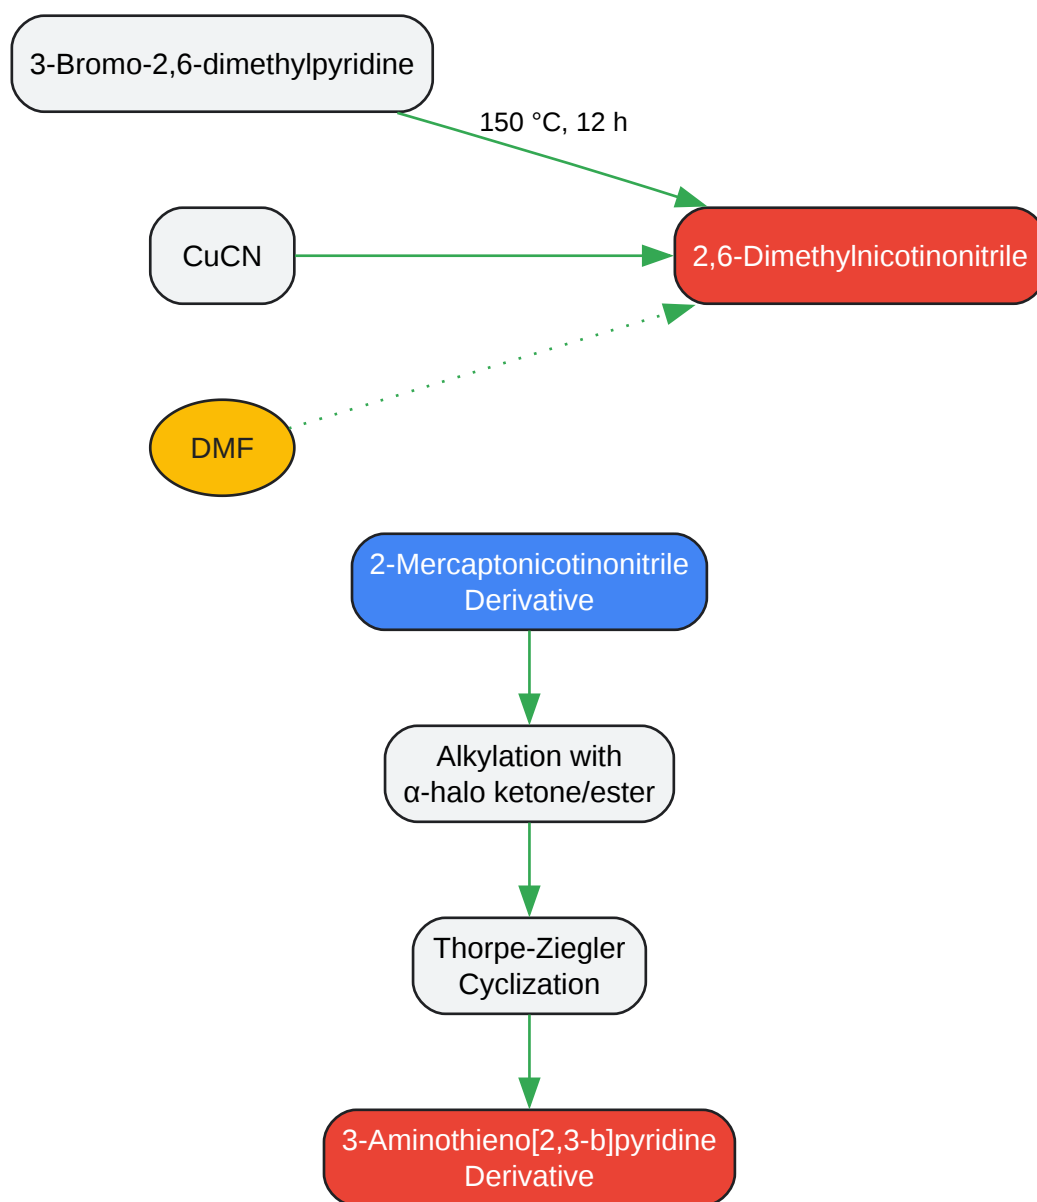 3-Bromo-2,6-dimethylpyridine
150 °C, 12 h
CuCN
2,6-Dimethylnicotinonitrile
DMF
2-Mercaptonicotinonitrile
Derivative
Alkylation with
α-halo ketone/ester
Thorpe-Ziegler
Cyclization
3-Aminothieno[2,3-b]pyridine
Derivative